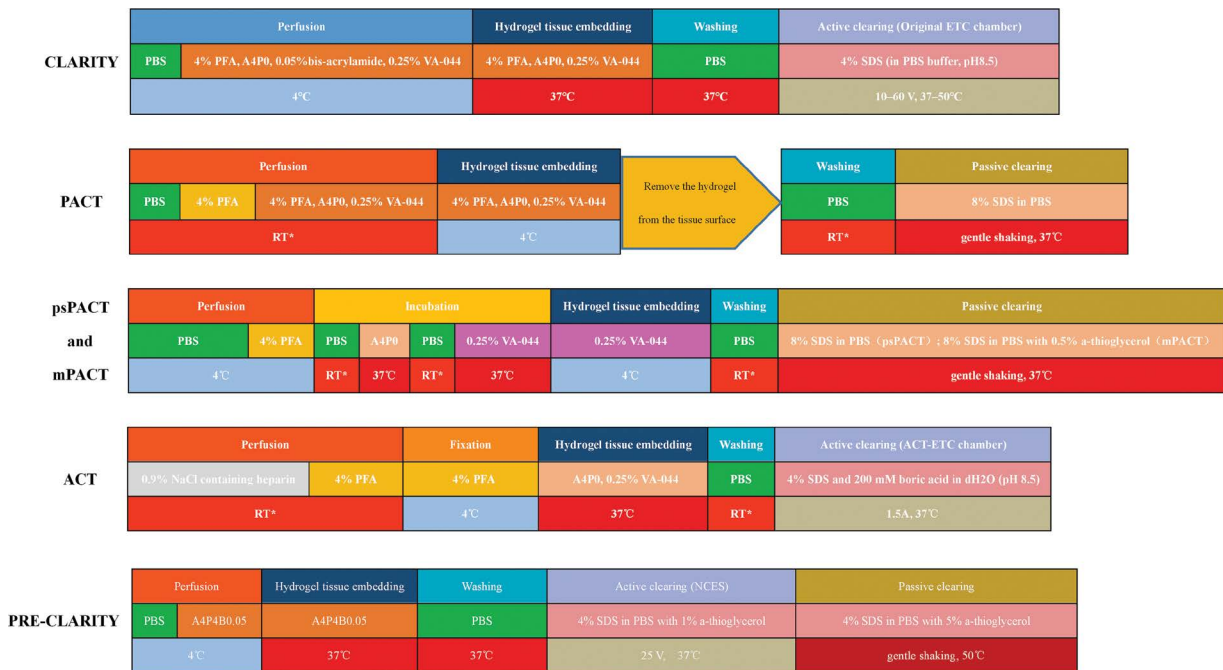 Perfusion Hydrogel tissue embedding Washing Active clearing (Original ETC chamber)
CLARITY PBS 4% PFA, A4P0, 0.05%bis-acrylamide, 0.25% VA-044 4% PFA, A4P0, 0.25% VA-044 PBS 4% SDS (in PBS buffer, pH8.5)
4℃ 37℃ 37℃ 10–60 V, 37–50℃
Perfusion Hydrogel tissue embedding Washing Passive clearing
PACT PBS 4% PFA 4% PFA, A4P0, 0.25% VA-044 4% PFA, A4P0, 0.25% VA-044 Remove the hydrogel PBS 8% SDS in PBS
from the tissue surface
RT* 4℃ RT* gentle shaking, 37℃
psPACT Perfusion Incubation Hydrogel tissue embedding Washing Passive clearing
and PBS 4% PFA PBS A4P0 PBS 0.25% VA-044 0.25% VA-044 PBS 8% SDS in PBS（psPACT）; 8% SDS in PBS with 0.5% a-thioglycerol（mPACT）
mPACT 4℃ RT* 37℃ RT* 37℃ 4℃ RT* gentle shaking, 37℃
Perfusion Fixation Hydrogel tissue embedding Washing Active clearing (ACT-ETC chamber)
ACT 0.9% NaCl containing heparin 4% PFA 4% PFA A4P0, 0.25% VA-044 PBS 4% SDS and 200 mM boric acid in dH2O (pH 8.5)
RT* 4℃ 37℃ RT* 1.5A, 37℃
Perfusion Hydrogel tissue embedding Washing Active clearing (NCES) Passive clearing
PRE-CLARITY PBS A4P4B0.05 A4P4B0.05 PBS 4% SDS in PBS with 1% a-thioglycerol 4% SDS in PBS with 5% a-thioglycerol
4℃ 37℃ 37℃ 25 V, 37℃ gentle shaking, 50℃